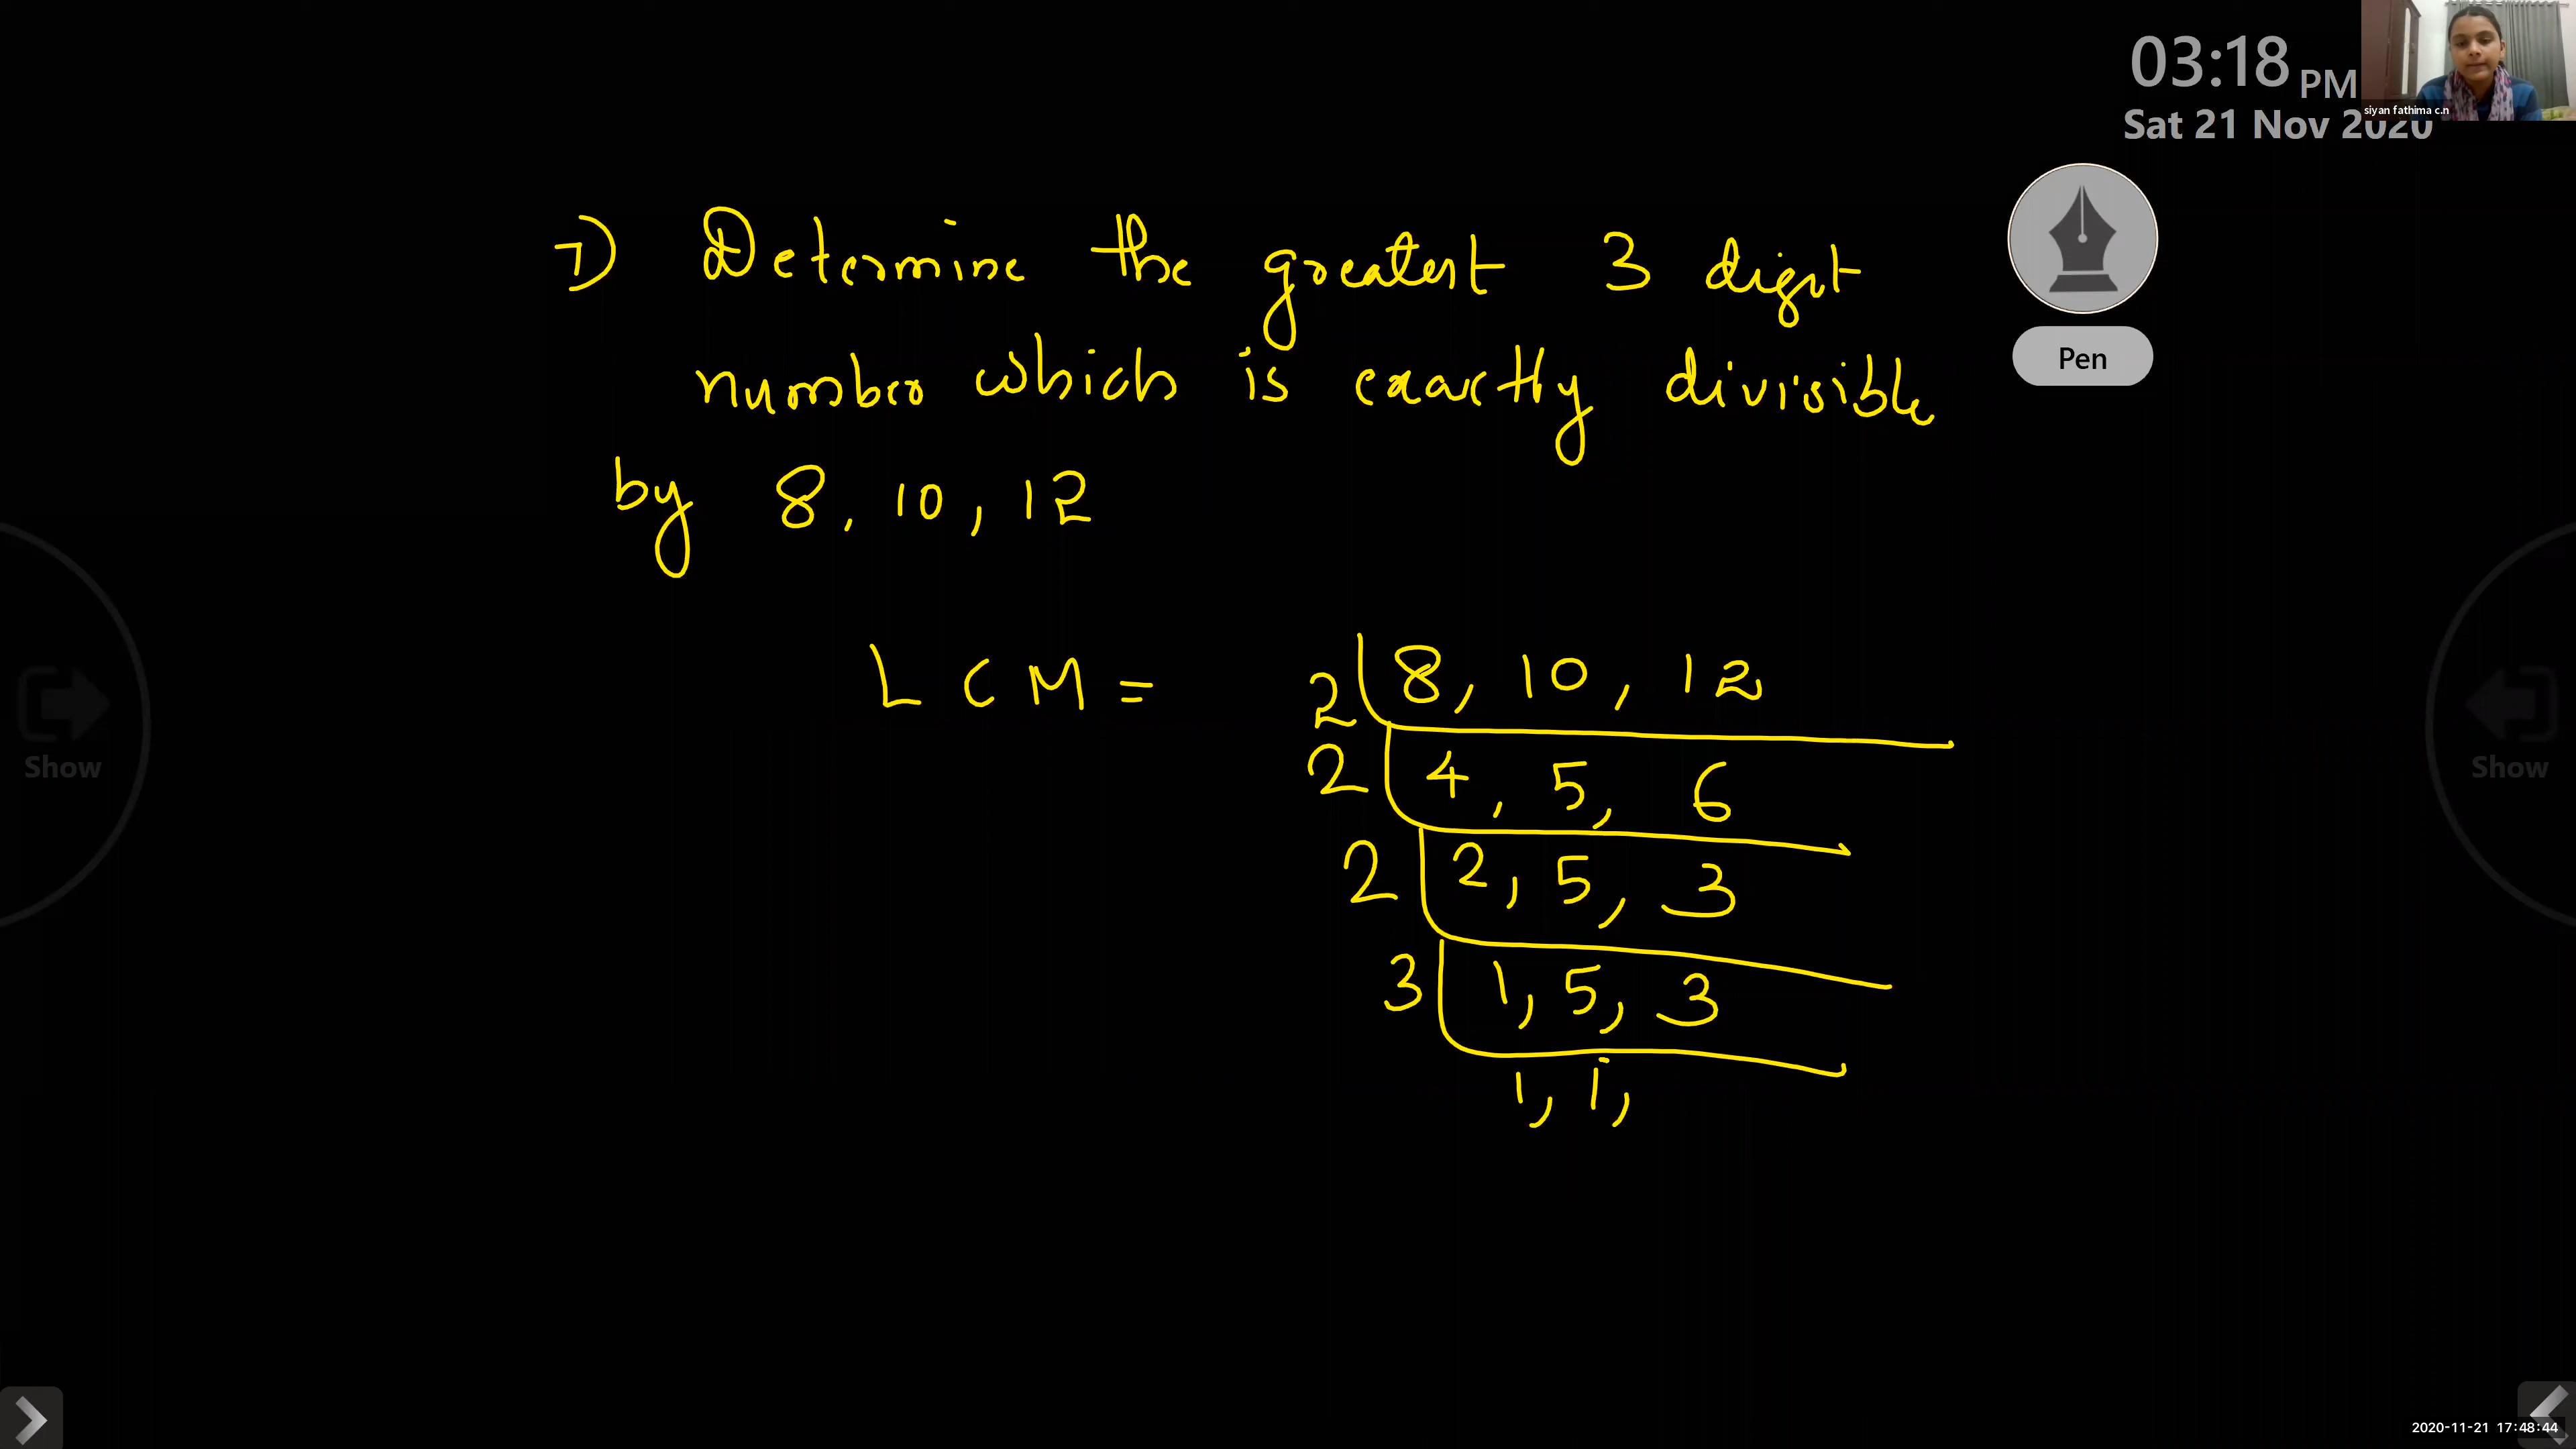 03:18 PM
siyan fathima c.n
Sat 21 Nov 2020
7) Determine the greatest 3 digit
number which is exactly divisible
by 8, 10, 12
Pen
LCM =
2 8, 10, 12
2 4, 5, 6
2 2, 5, 3
3 1, 5, 3
1, 1,
Show
Show
2020-11-21 17:48:44